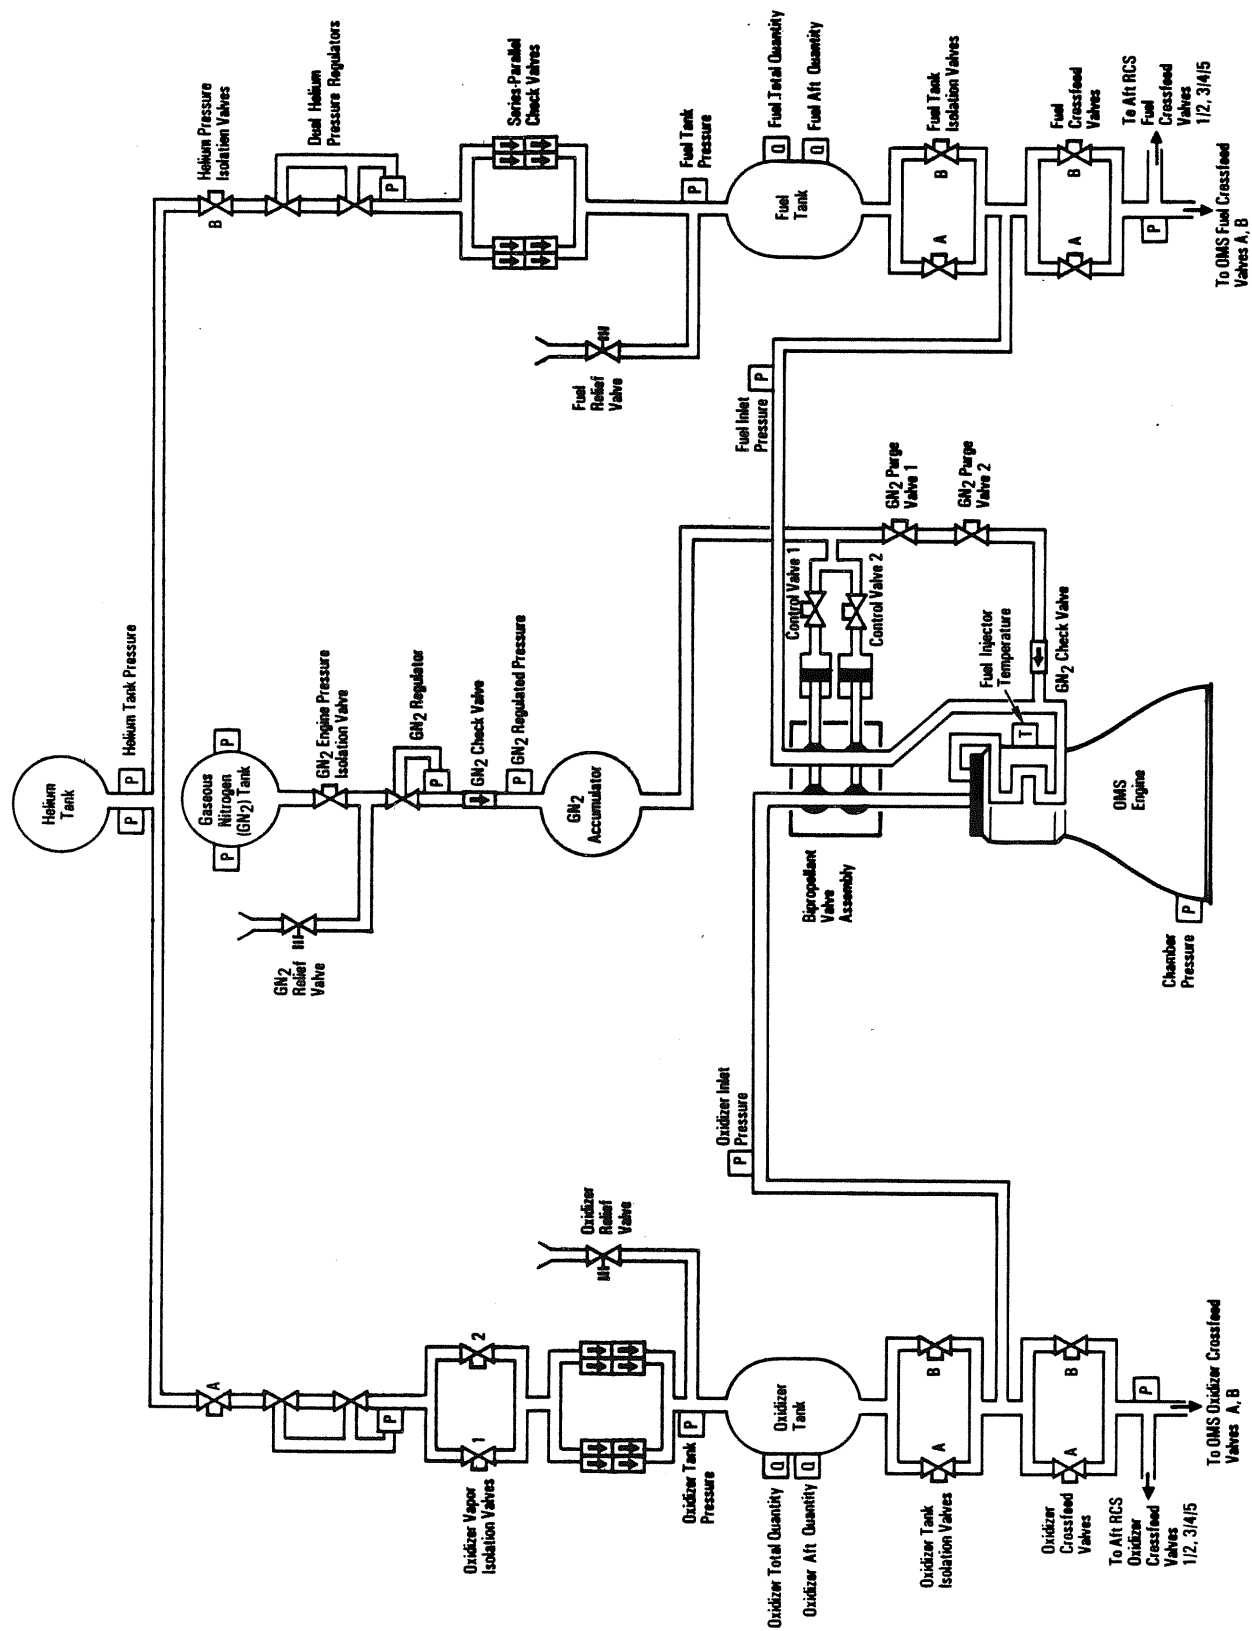 Helium
Tank
P
P
Helium Tank Pressure
A
P
Oxidizer Vapor
Isolation Valves
1
2
P
Oxidizer Tank
Pressure
Oxidizer
Relief
Valve
Oxidizer
Tank
Q
Q
Oxidizer Total Quantity
Oxidizer Aft Quantity
Oxidizer Tank
Isolation Valves
A
B
Oxidizer
Crossfeed
Valves
A
B
P
To Aft RCS
Oxidizer
Crossfeed
Valves
1/2, 3/4/5
To OMS Oxidizer Crossfeed
Valves A, B
P
Oxidizer Inlet
Pressure
P
P
Gaseous
Nitrogen
(GN2) Tank
GN2
Relief
Valve
GN2 Engine Pressure
Isolation Valve
GN2 Regulator
P
GN2 Check Valve
P
GN2 Regulated Pressure
GN2
Accumulator
Bipropellant
Valve
Assembly
Control Valve 1
Control Valve 2
GN2 Purge
Valve 1
GN2 Purge
Valve 2
GN2 Check Valve
Fuel Injector
Temperature
T
OMS
Engine
P
Chamber
Pressure
P
Fuel Inlet
Pressure
B
Helium Pressure
Isolation Valves
Dual Helium
Pressure Regulators
P
Series-Parallel
Check Valves
Fuel
Relief
Valve
P
Fuel Tank
Pressure
Fuel
Tank
Q
Q
Fuel Total Quantity
Fuel Aft Quantity
A
B
Fuel Tank
Isolation Valves
A
B
Fuel
Crossfeed
Valves
P
To Aft RCS
Fuel
Crossfeed
Valves
1/2, 3/4/5
To OMS Fuel Crossfeed
Valves A, B